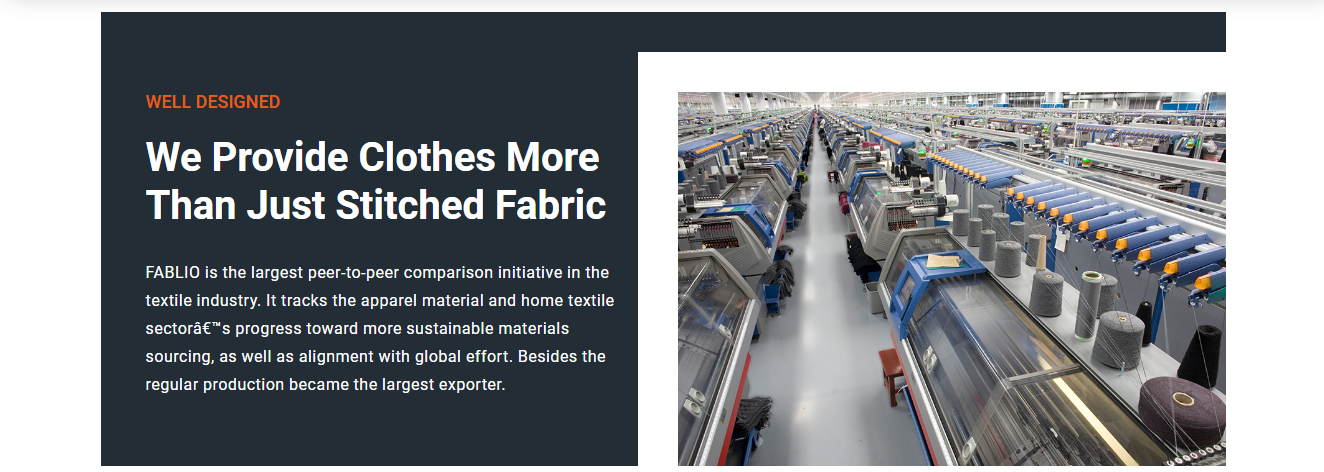 WELL DESIGNED
We Provide Clothes More
Than Just Stitched Fabric
FABLIO is the largest peer-to-peer comparison initiative in the
textile industry. It tracks the apparel material and home textile
sectorâ€™s progress toward more sustainable materials
sourcing, as well as alignment with global effort. Besides the
regular production became the largest exporter.